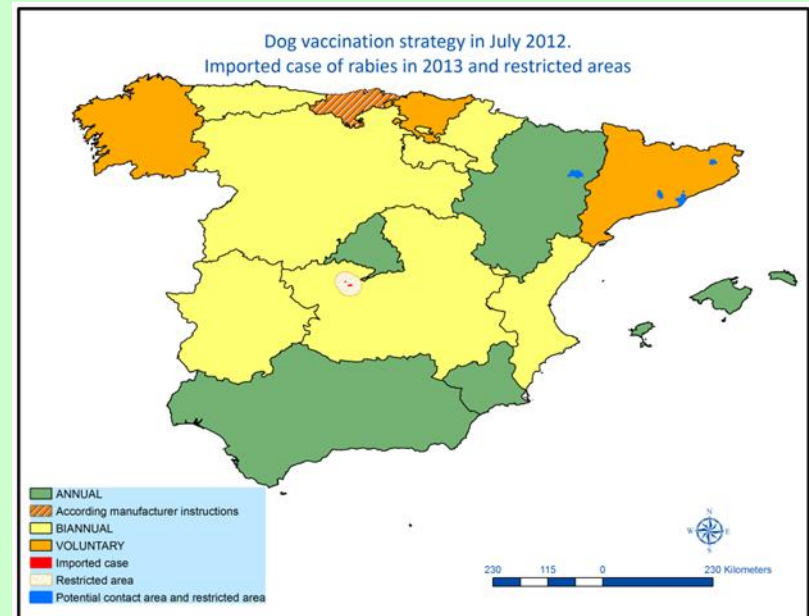 Dog vaccination strategy in July 2012.
Imported case of rabies in 2013 and restricted areas
ANNUAL
According manufacturer instructions
BIANNUAL
VOLUNTARY
Imported case
Restricted area
Potential contact area and restricted area
N
W E
S
230 115 0 230 Kilometers